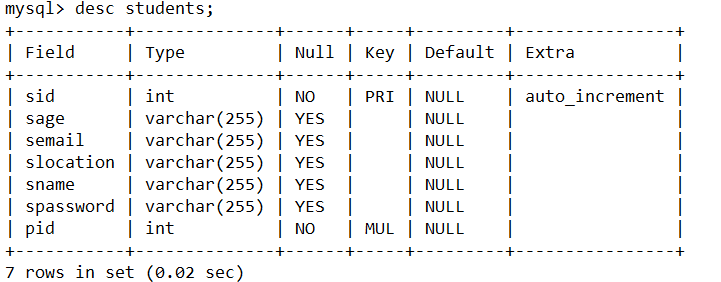 mysql> desc students;
+-----------+--------------+------+-----+---------+----------------+
| Field     | Type         | Null | Key | Default | Extra          |
+-----------+--------------+------+-----+---------+----------------+
| sid       | int          | NO   | PRI | NULL    | auto_increment |
| sage      | varchar(255) | YES  |     | NULL    |                |
| semail    | varchar(255) | YES  |     | NULL    |                |
| slocation | varchar(255) | YES  |     | NULL    |                |
| sname     | varchar(255) | YES  |     | NULL    |                |
| spassword | varchar(255) | YES  |     | NULL    |                |
| pid       | int          | NO   | MUL | NULL    |                |
+-----------+--------------+------+-----+---------+----------------+
7 rows in set (0.02 sec)